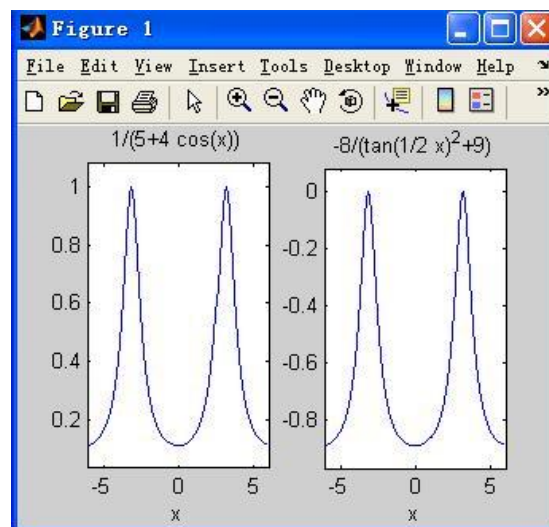 Figure 1
File Edit View Insert Tools Desktop Window Help
1/(5+4 cos(x))
-8/(tan(1/2 x)²+9)
1
0.8
0.6
0.4
0.2
-5 0 5
x
0
-0.2
-0.4
-0.6
-0.8
-5 0 5
x